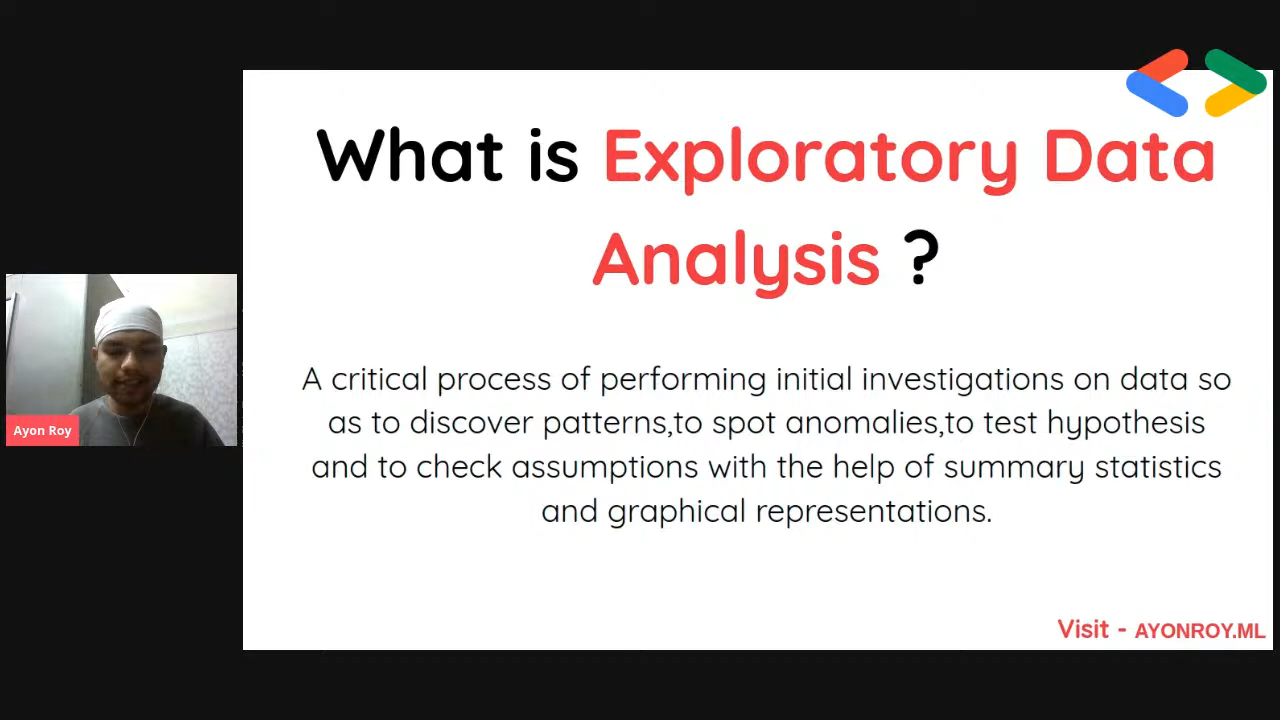 What is Exploratory Data
Analysis ?
A critical process of performing initial investigations on data so
as to discover patterns,to spot anomalies,to test hypothesis
and to check assumptions with the help of summary statistics
and graphical representations.
Ayon Roy
Visit - AYONROY.ML